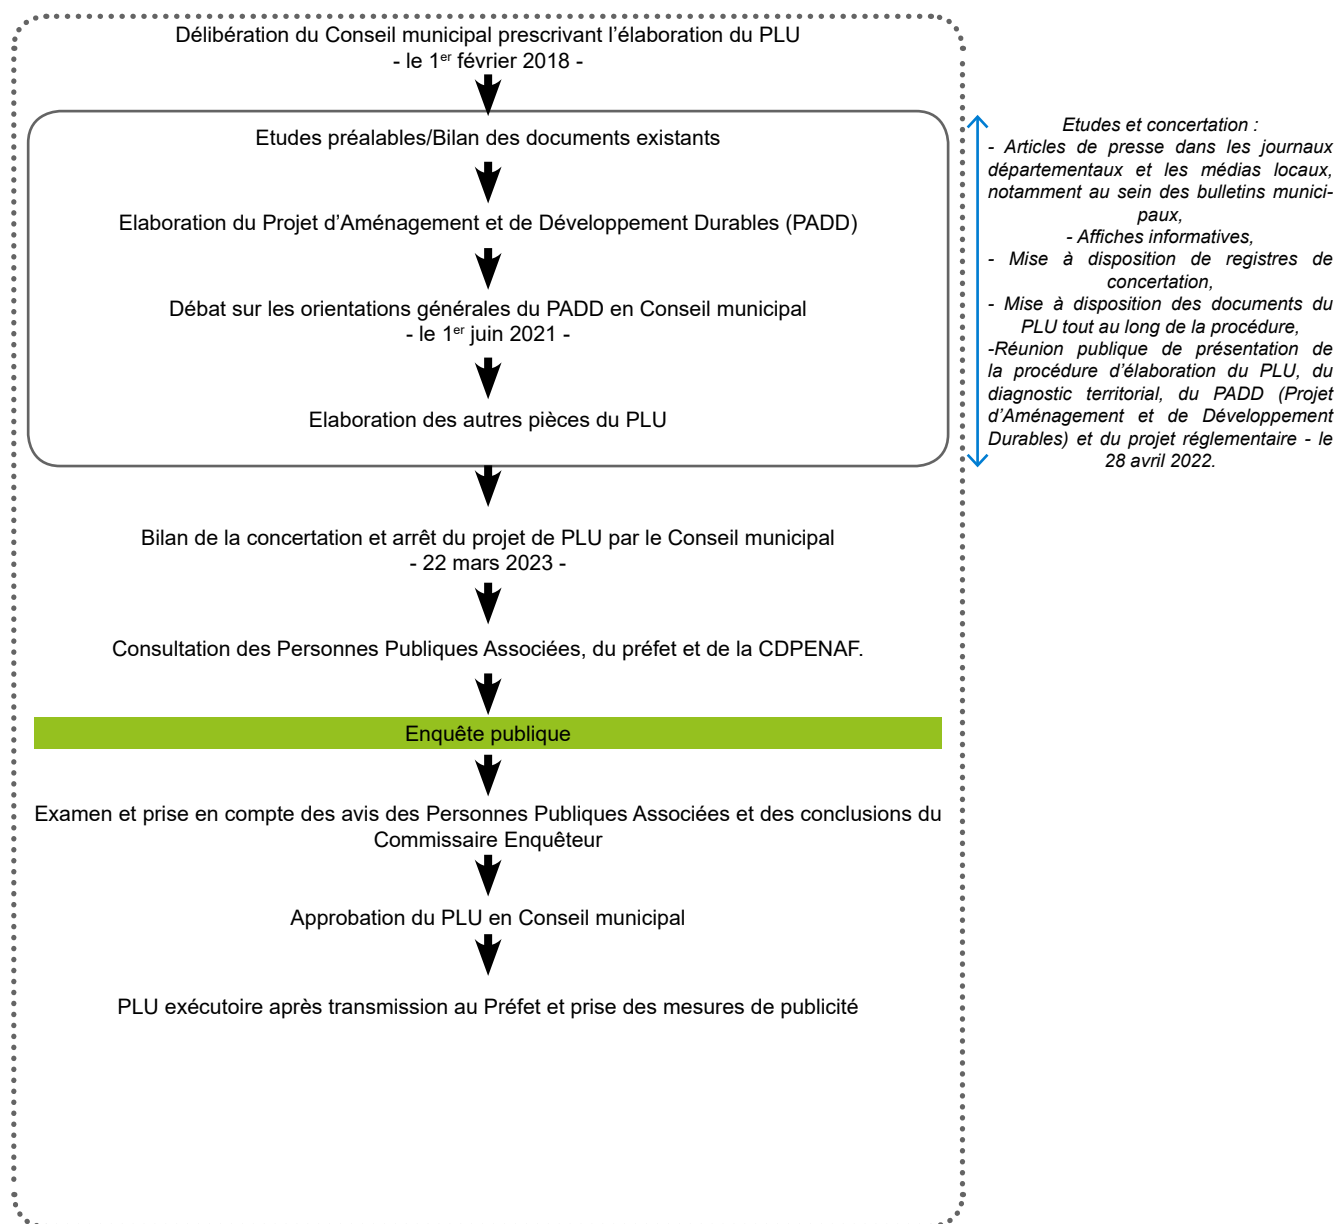 Délibération du Conseil municipal prescrivant l'élaboration du PLU
- le 1er février 2018 -
Etudes préalables/Bilan des documents existants
Elaboration du Projet d'Aménagement et de Développement Durables (PADD)
Débat sur les orientations générales du PADD en Conseil municipal
- le 1er juin 2021 -
Elaboration des autres pièces du PLU
Etudes et concertation :
- Articles de presse dans les journaux
départementaux et les médias locaux,
notamment au sein des bulletins munici-
paux,
- Affiches informatives,
- Mise à disposition de registres de
concertation,
- Mise à disposition des documents du
PLU tout au long de la procédure,
-Réunion publique de présentation de
la procédure d'élaboration du PLU, du
diagnostic territorial, du PADD (Projet
d'Aménagement et de Développement
Durables) et du projet réglementaire - le
28 avril 2022.
Bilan de la concertation et arrêt du projet de PLU par le Conseil municipal
- 22 mars 2023 -
Consultation des Personnes Publiques Associées, du préfet et de la CDPENAF.
Enquête publique
Examen et prise en compte des avis des Personnes Publiques Associées et des conclusions du
Commissaire Enquêteur
Approbation du PLU en Conseil municipal
PLU exécutoire après transmission au Préfet et prise des mesures de publicité